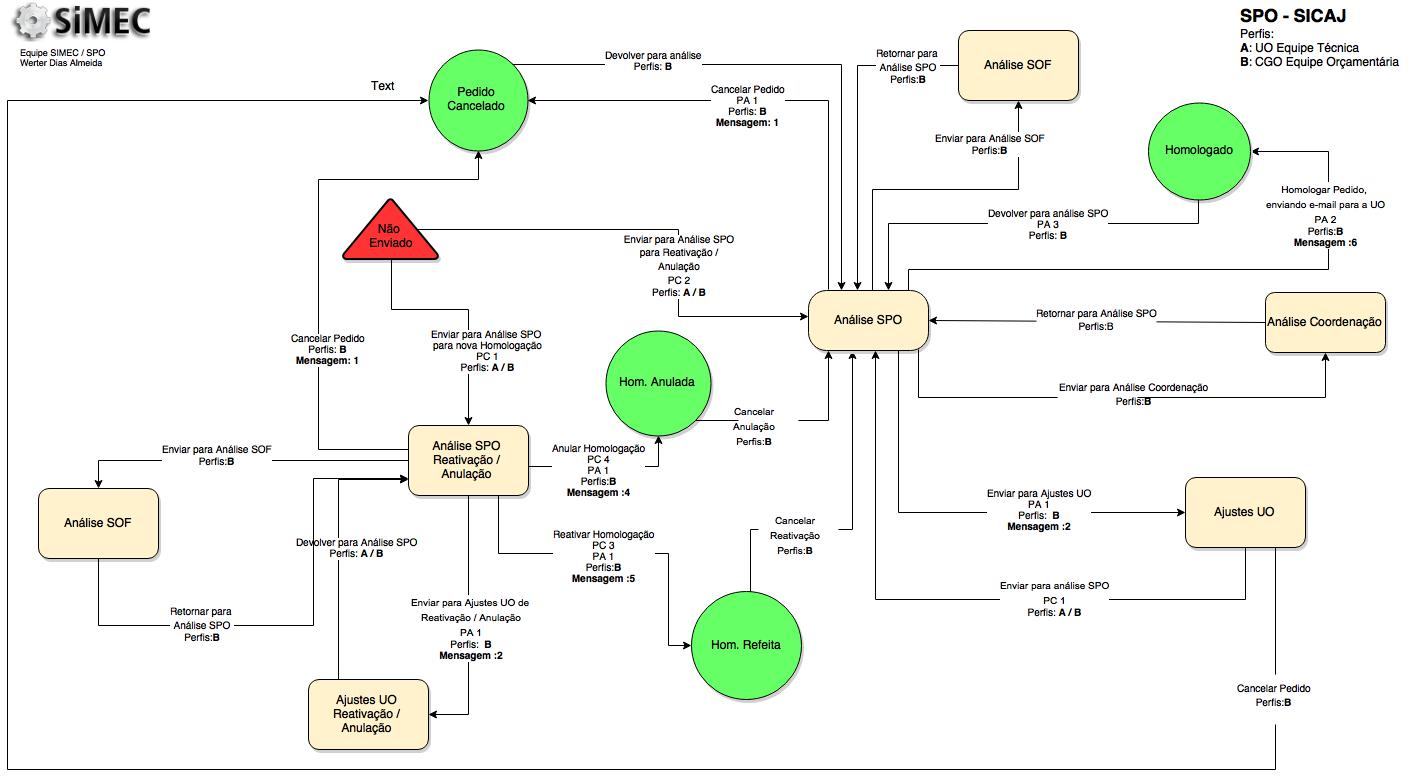 SiMEC
Equipe SIMEC / SPO
Werter Dias Almeida
SPO - SICAJ
Perfis:
A: UO Equipe Técnica
B: CGO Equipe Orçamentária
Text
Pedido
Cancelado
Devolver para análise
Perfis: B
Cancelar Pedido
PA 1
Perfis: B
Mensagem: 1
Retornar para
Análise SPO
Perfis:B
Análise SOF
Enviar para Análise SOF
Perfis:B
Homologado
Homologar Pedido,
enviando e-mail para a UO
PA 2
Perfis:B
Mensagem :6
Devolver para análise SPO
PA 3
Perfis: B
Não
Enviado
Enviar para Análise SPO
para Reativação /
Anulação
PC 2
Perfis: A / B
Análise SPO
Retornar para Análise SPO
Perfis:B
Análise Coordenação
Enviar para Análise Coordenação
Perfis:B
Cancelar Pedido
Perfis: B
Mensagem: 1
Enviar para Análise SPO
para nova Homologação
PC 1
Perfis: A / B
Hom. Anulada
Cancelar
Anulação
Perfis:B
Enviar para Análise SOF
Perfis:B
Análise SPO
Reativação /
Anulação
Anular Homologação
PC 4
PA 1
Perfis:B
Mensagem :4
Análise SOF
Devolver para Análise SPO
Perfis: A / B
Reativar Homologação
PC 3
PA 1
Perfis:B
Mensagem :5
Cancelar
Reativação
Perfis:B
Enviar para Ajustes UO
PA 1
Perfis: B
Mensagem :2
Ajustes UO
Enviar para análise SPO
PC 1
Perfis: A / B
Retornar para
Análise SPO
Perfis:B
Enviar para Ajustes UO de
Reativação / Anulação
PA 1
Perfis: B
Mensagem :2
Hom. Refeita
Ajustes UO
Reativação /
Anulação
Cancelar Pedido
Perfis:B